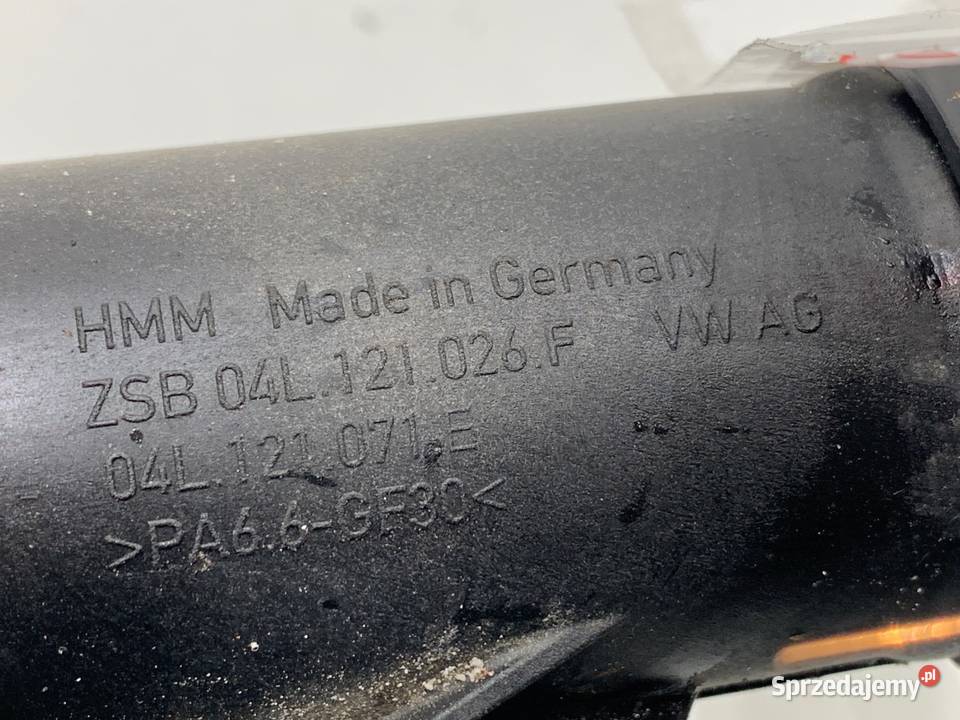 HMM Made in Germany
ZSB 04L.121.026.F VW AG
04L.121.071.E
>PA6.6-GF30<
Sprzedajemy.pl